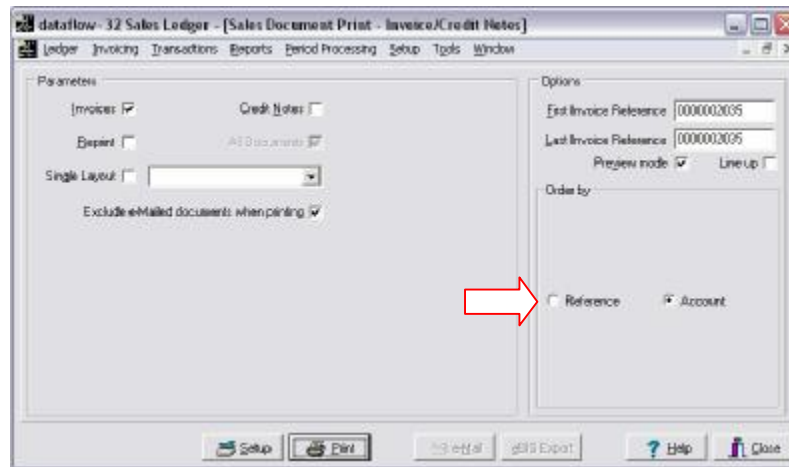 dataflow-32 Sales Ledger - [Sales Document Print - Invoice/Credit Notes]
Ledger Invoicing Transactions Reports Period Processing Setup Tools Window
Parameters
Invoices Credit Notes
Reprint All Documents
Single Layout
Exclude e-Mailed documents when printing
Options
First Invoice Reference 0000002035
Last Invoice Reference 0000002035
Preview mode Line up
Order by
Reference Account
Setup Print e-Mail Export Help Close